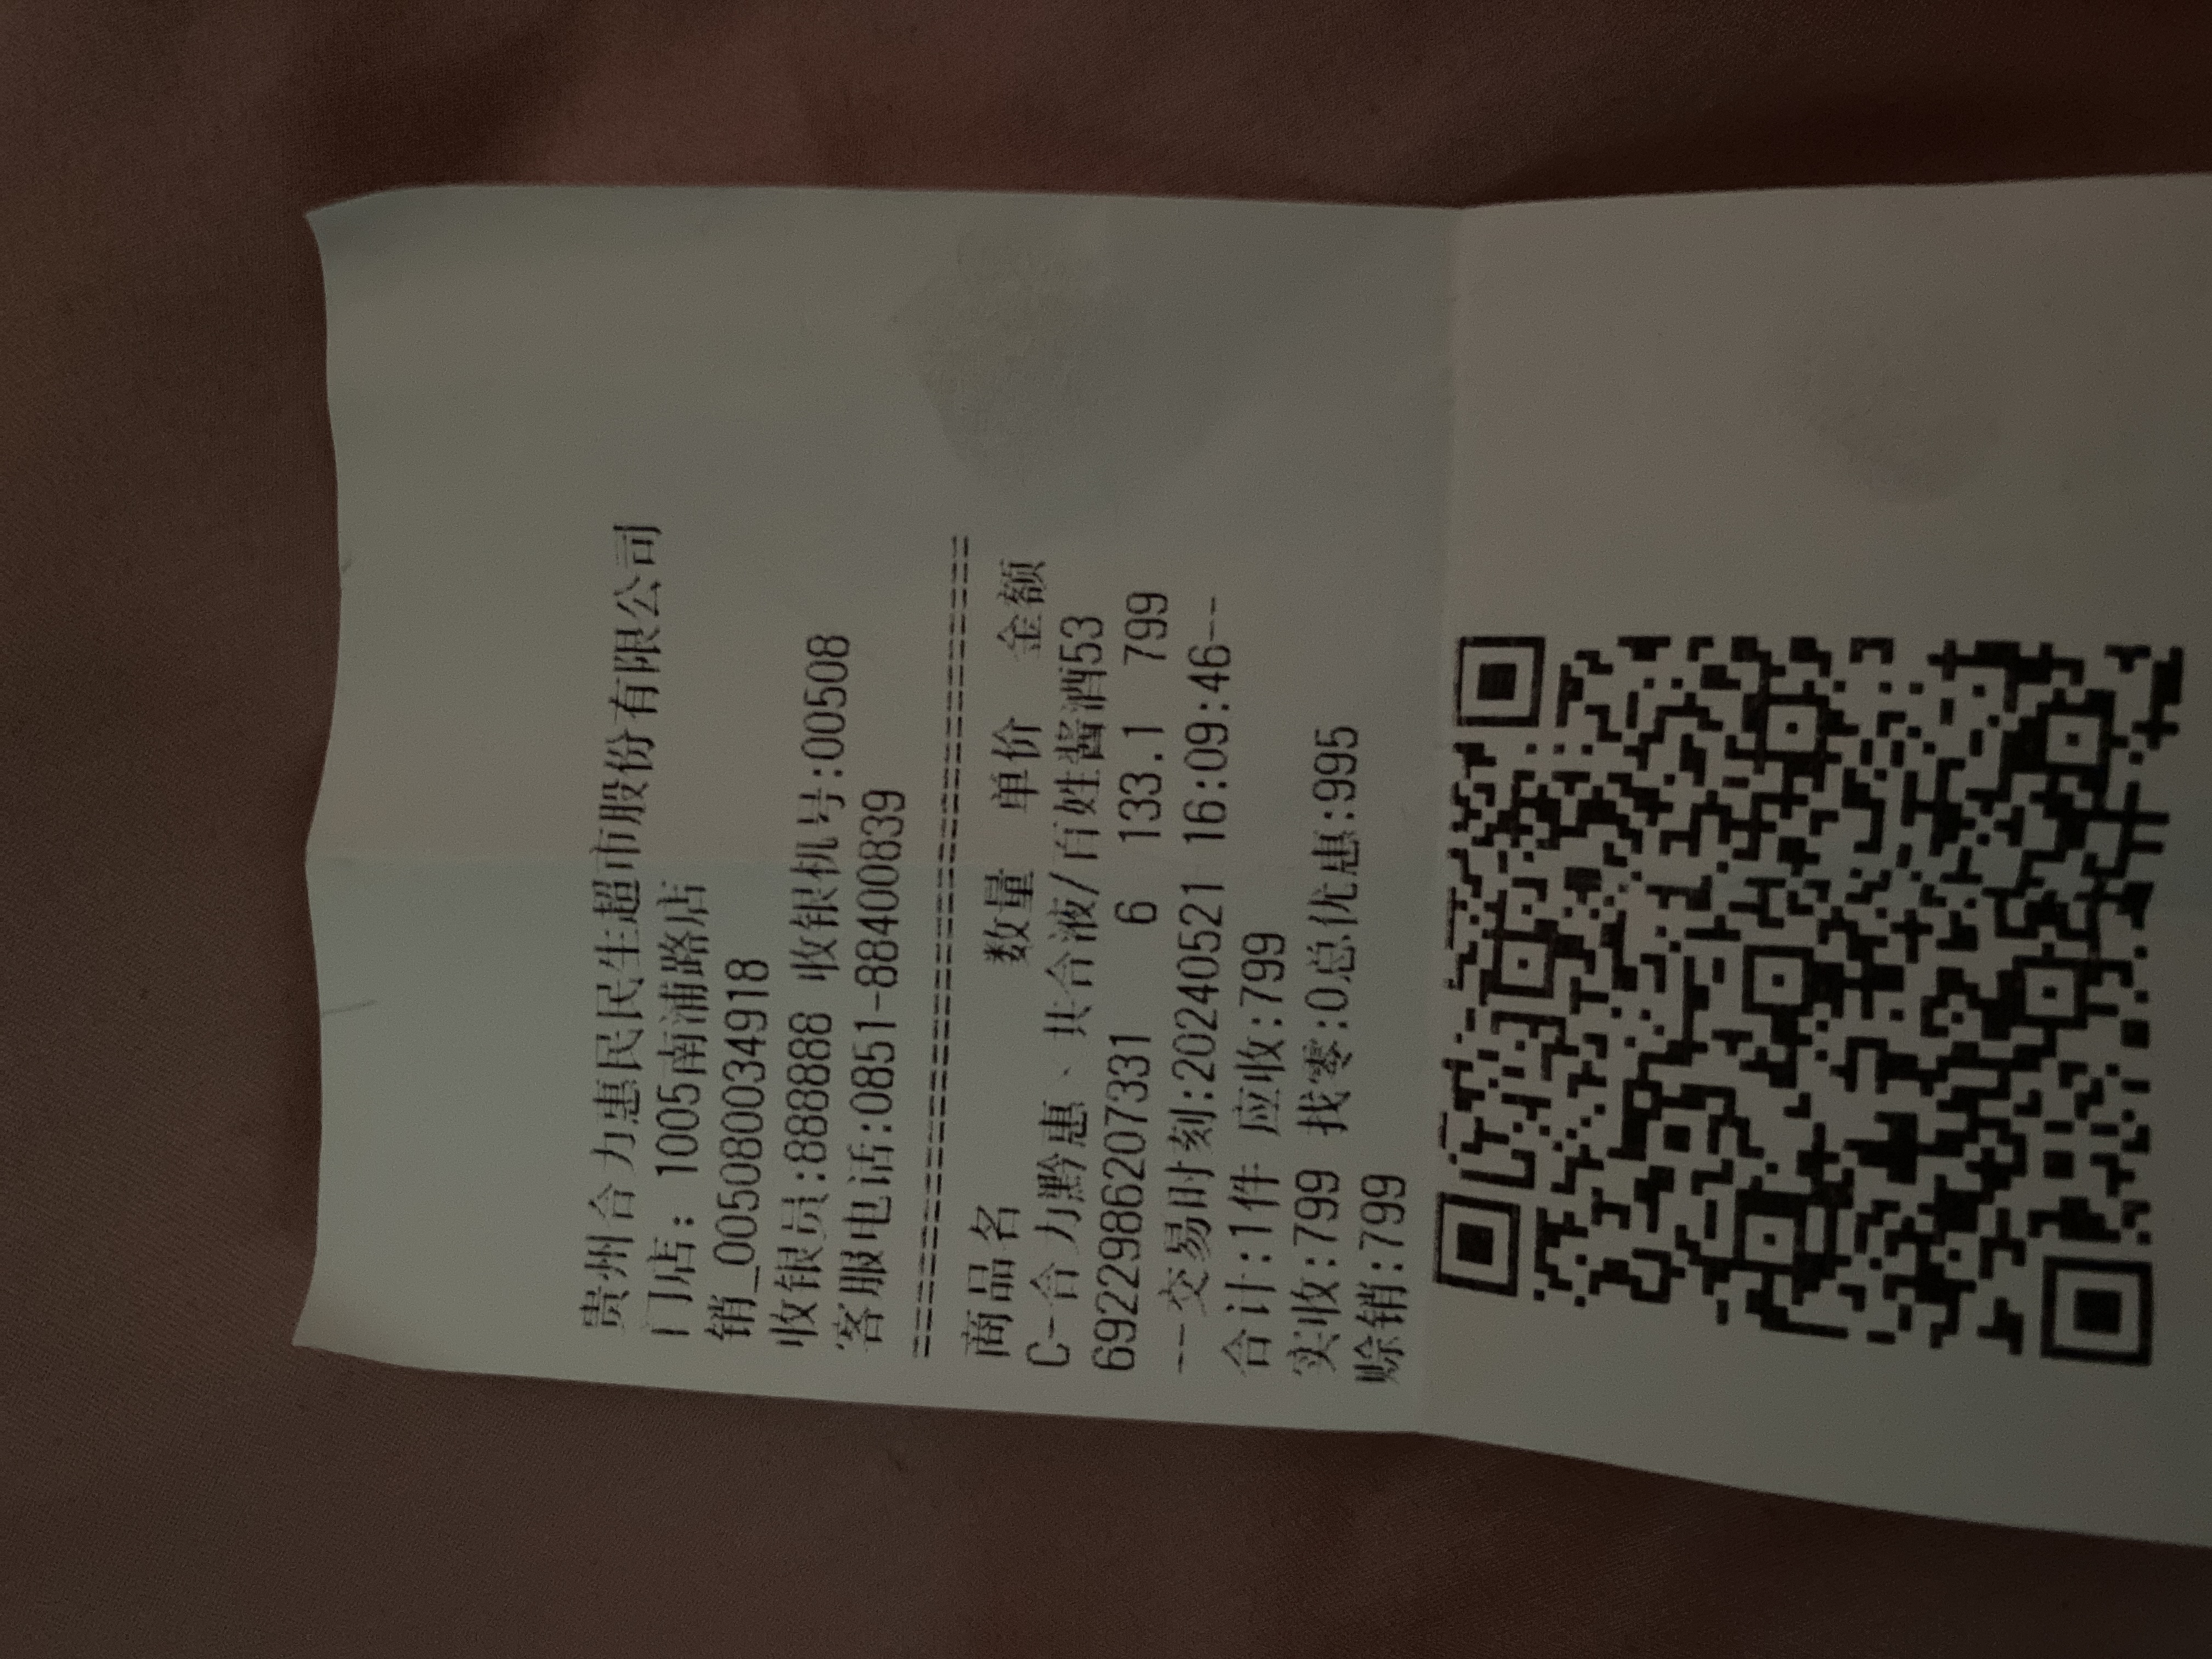 贵州合力惠民民生超市股份有限公司
门店: 1005南浦路店
销_0050800349​18
收银员:888888 收银机号:00508
客服电话:0851-88400839
================================
商品名 数量 单价 金额
C-合力黔惠、共合液/百姓酱酒53
6922986207331 6 133.1 799
--交易时刻:20240521 16:09:46--
合计:1件 应收:799
实收:799 找零:0总优惠:995
赊销:799